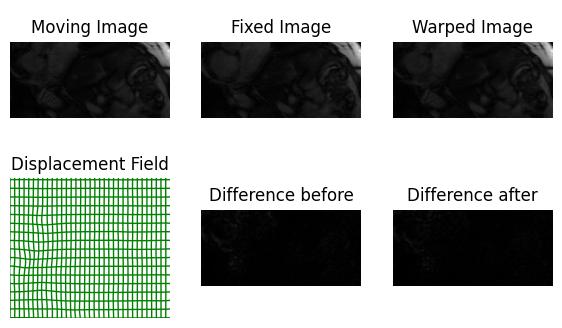 Moving Image
Fixed Image
Warped Image
Displacement Field
Difference before
Difference after